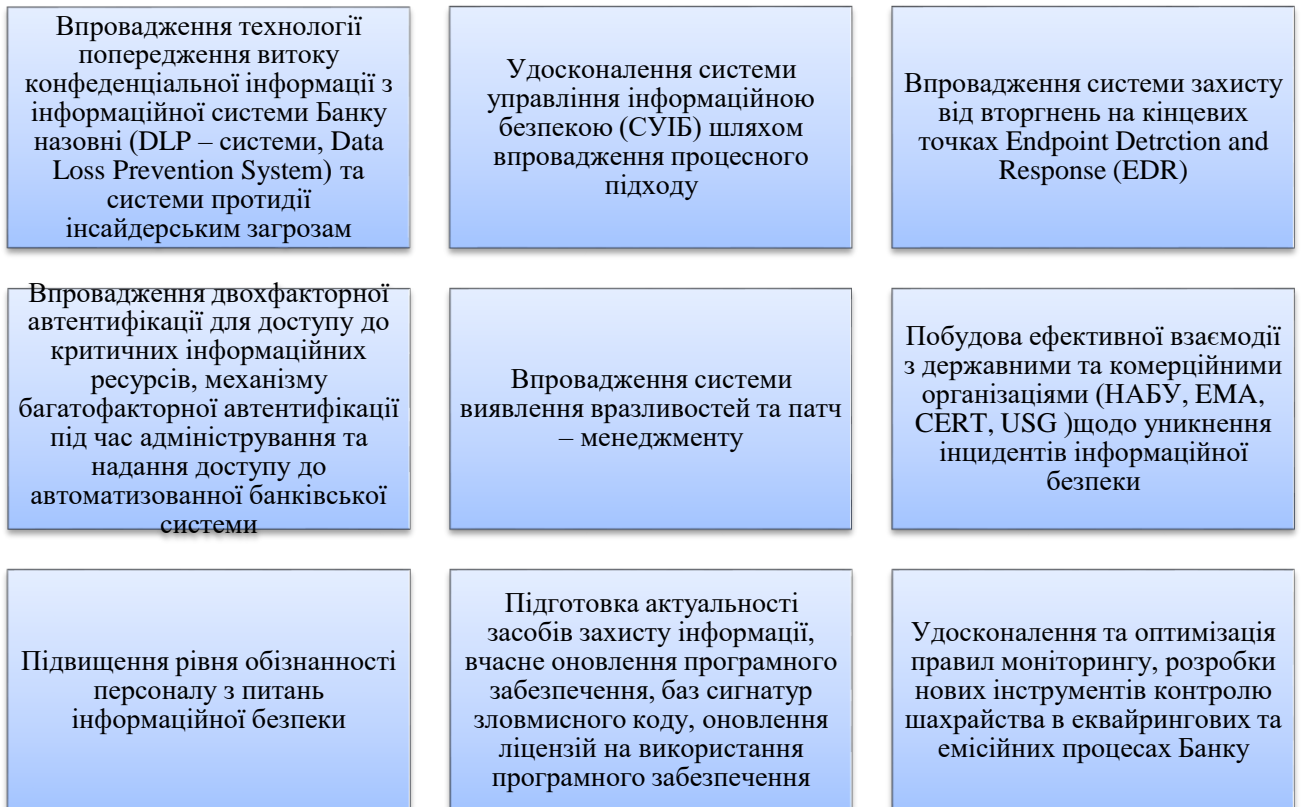 Впровадження технології
попередження витоку
конфеденціальної інформації з
інформаційної системи Банку
назовні (DLP – системи, Data
Loss Prevention System) та
системи протидії
інсайдерським загрозам
Удосконалення системи
управління інформаційною
безпекою (СУІБ) шляхом
впровадження процесного
підходу
Впровадження системи захисту
від вторгнень на кінцевих
точках Endpoint Detrction and
Response (EDR)
Впровадження двохфакторної
автентифікації для доступу до
критичних інформаційних
ресурсів, механізму
багатофакторної автентифікації
під час адміністрування та
надання доступу до
автоматизованної банківської
системи
Впровадження системи
виявлення вразливостей та патч
– менеджменту
Побудова ефективної взаємодії
з державними та комерційними
організаціями (НАБУ, ЕМА,
CERT, USG )щодо уникнення
інцидентів інформаційної
безпеки
Підвищення рівня обізнанності
персоналу з питань
інформаційної безпеки
Підготовка актуальності
засобів захисту інформації,
вчасне оновлення програмного
забезпечення, баз сигнатур
зловмисного коду, оновлення
ліцензій на використання
програмного забезпечення
Удосконалення та оптимізація
правил моніторингу, розробки
нових інструментів контролю
шахрайства в еквайрингових та
емісійних процесах Банку